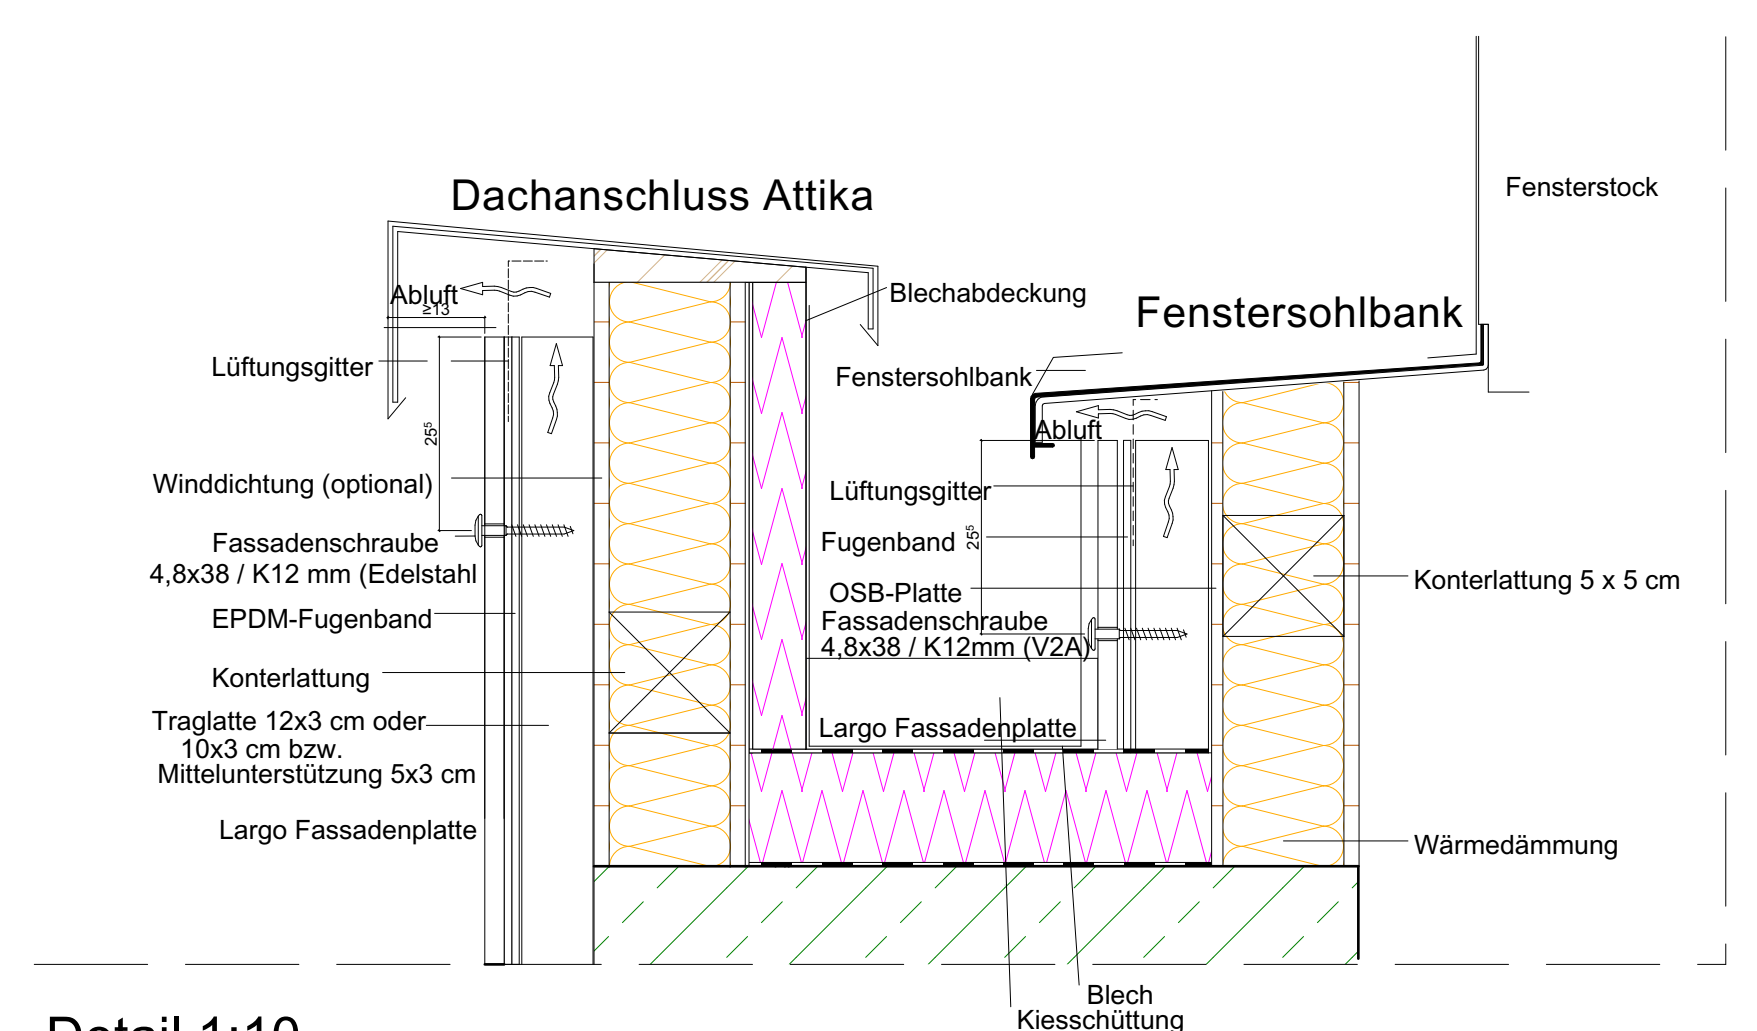 Dachanschluss Attika
Abluft
≥13
Lüftungsgitter
25⁵
Winddichtung (optional)
Fassadenschraube
4,8x38 / K12 mm (Edelstahl
EPDM-Fugenband
Konterlattung
Traglatte 12x3 cm oder
10x3 cm bzw.
Mittelunterstützung 5x3 cm
Largo Fassadenplatte
Blechabdeckung
Fensterstock
Fenstersohlbank
Fenstersohlbank
Abluft
Lüftungsgitter
Fugenband
25⁵
OSB-Platte
Fassadenschraube
4,8x38 / K12mm (V2A)
Largo Fassadenplatte
Konterlattung 5 x 5 cm
Wärmedämmung
Blech
Kiesschüttung
Detail 1:10